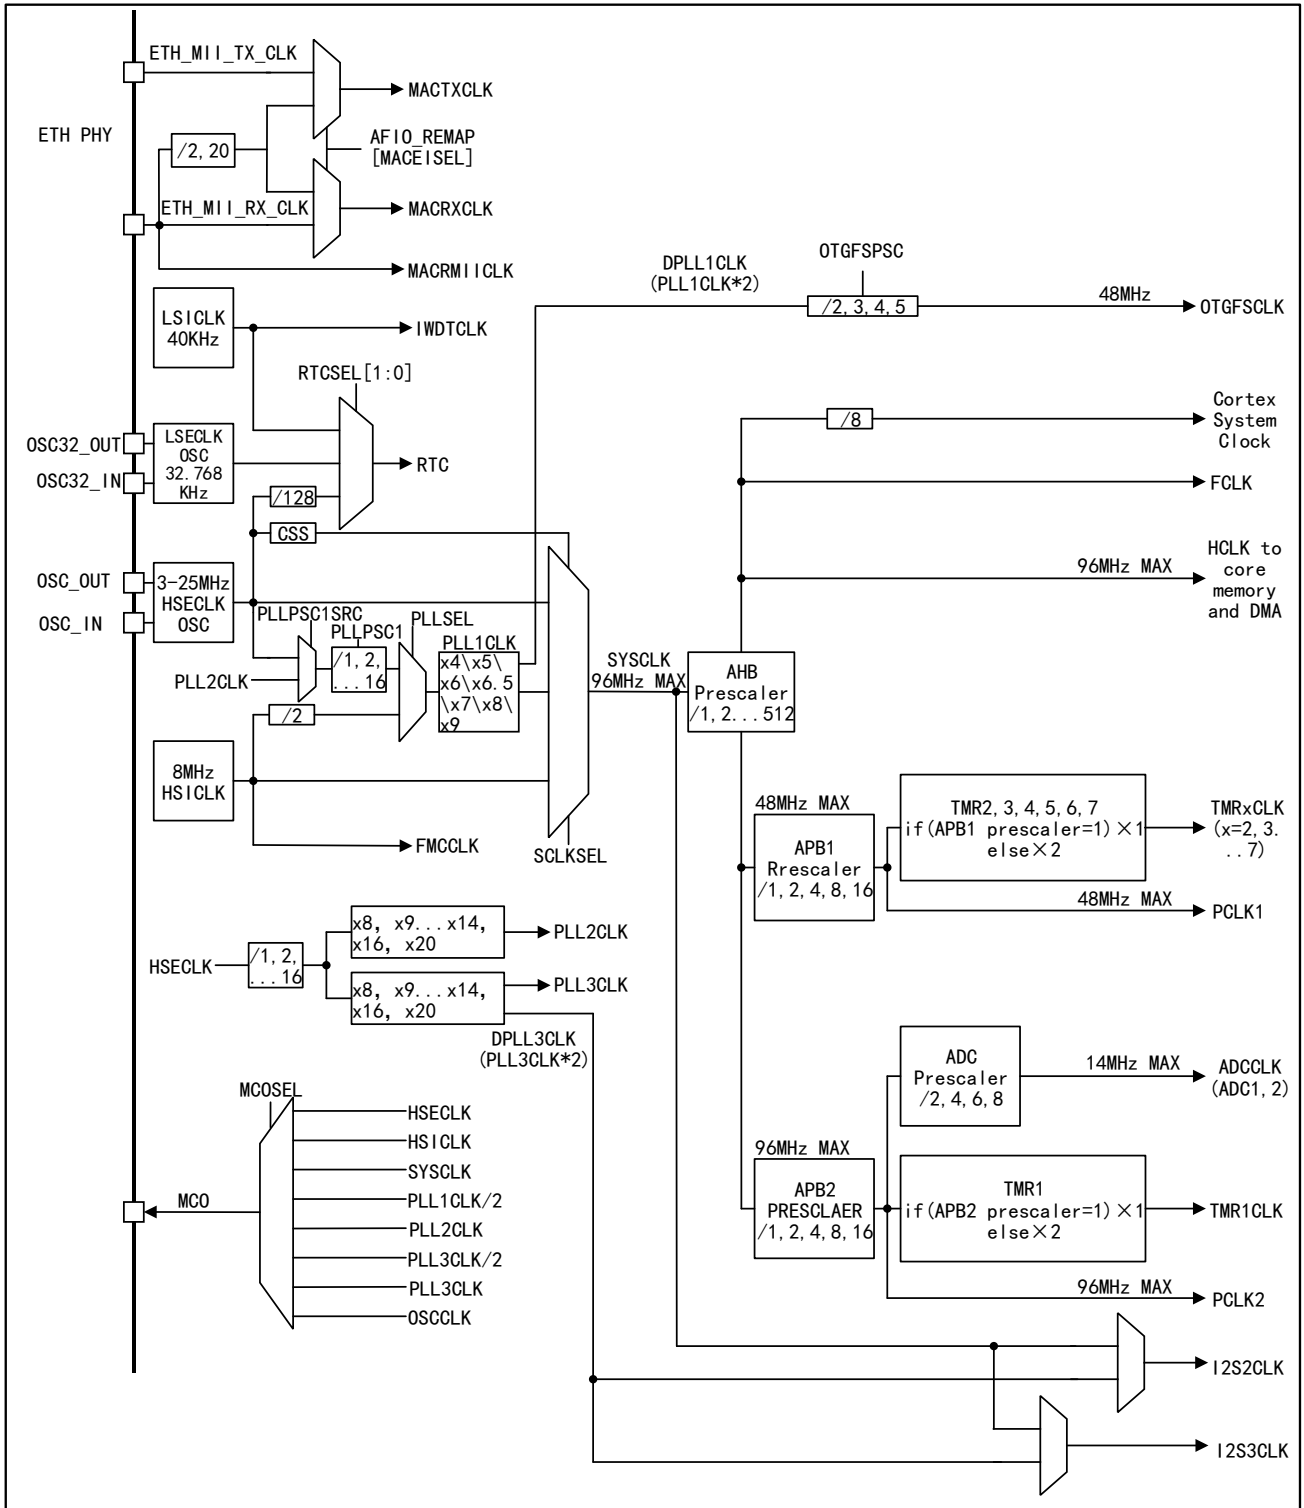 ETH_MII_TX_CLK
MACTXCLK
ETH PHY
/2,20
AFIO_REMAP
[MACEISEL]
ETH_MII_RX_CLK
MACRXCLK
MACRMIICLK
DPLL1CLK
(PLL1CLK*2)
OTGFSPSC
/2,3,4,5
48MHz
OTGFSCLK
LSICLK
40KHz
IWDTCLK
RTCSEL[1:0]
OSC32_OUT
OSC32_IN
LSECLK
OSC
32.768
KHz
RTC
/128
CSS
/8
Cortex
System
Clock
FCLK
96MHz MAX
HCLK to
core
memory
and DMA
OSC_OUT
OSC_IN
3-25MHz
HSECLK
OSC
PLLPSC1SRC
PLLPSC1
PLLSEL
PLL1CLK
/1,2,
...16
x4\x5\
x6\x6.5
\x7\x8\
x9
PLL2CLK
/2
SYSCLK
96MHz MAX
AHB
Prescaler
/1,2...512
8MHz
HSICLK
FMCCLK
SCLKSEL
48MHz MAX
APB1
Rrescaler
/1,2,4,8,16
TMR2,3,4,5,6,7
if(APB1 prescaler=1)×1
else×2
TMRxCLK
(x=2,3.
..7)
48MHz MAX
PCLK1
HSECLK
/1,2,
...16
x8, x9...x14,
x16, x20
PLL2CLK
x8, x9...x14,
x16, x20
PLL3CLK
DPLL3CLK
(PLL3CLK*2)
ADC
Prescaler
/2,4,6,8
14MHz MAX
ADCCLK
(ADC1,2)
MCOSEL
HSECLK
HSICLK
SYSCLK
PLL1CLK/2
PLL2CLK
PLL3CLK/2
PLL3CLK
OSCCLK
MCO
96MHz MAX
APB2
PRESCLAER
/1,2,4,8,16
TMR1
if(APB2 prescaler=1)×1
else×2
TMR1CLK
96MHz MAX
PCLK2
I2S2CLK
I2S3CLK